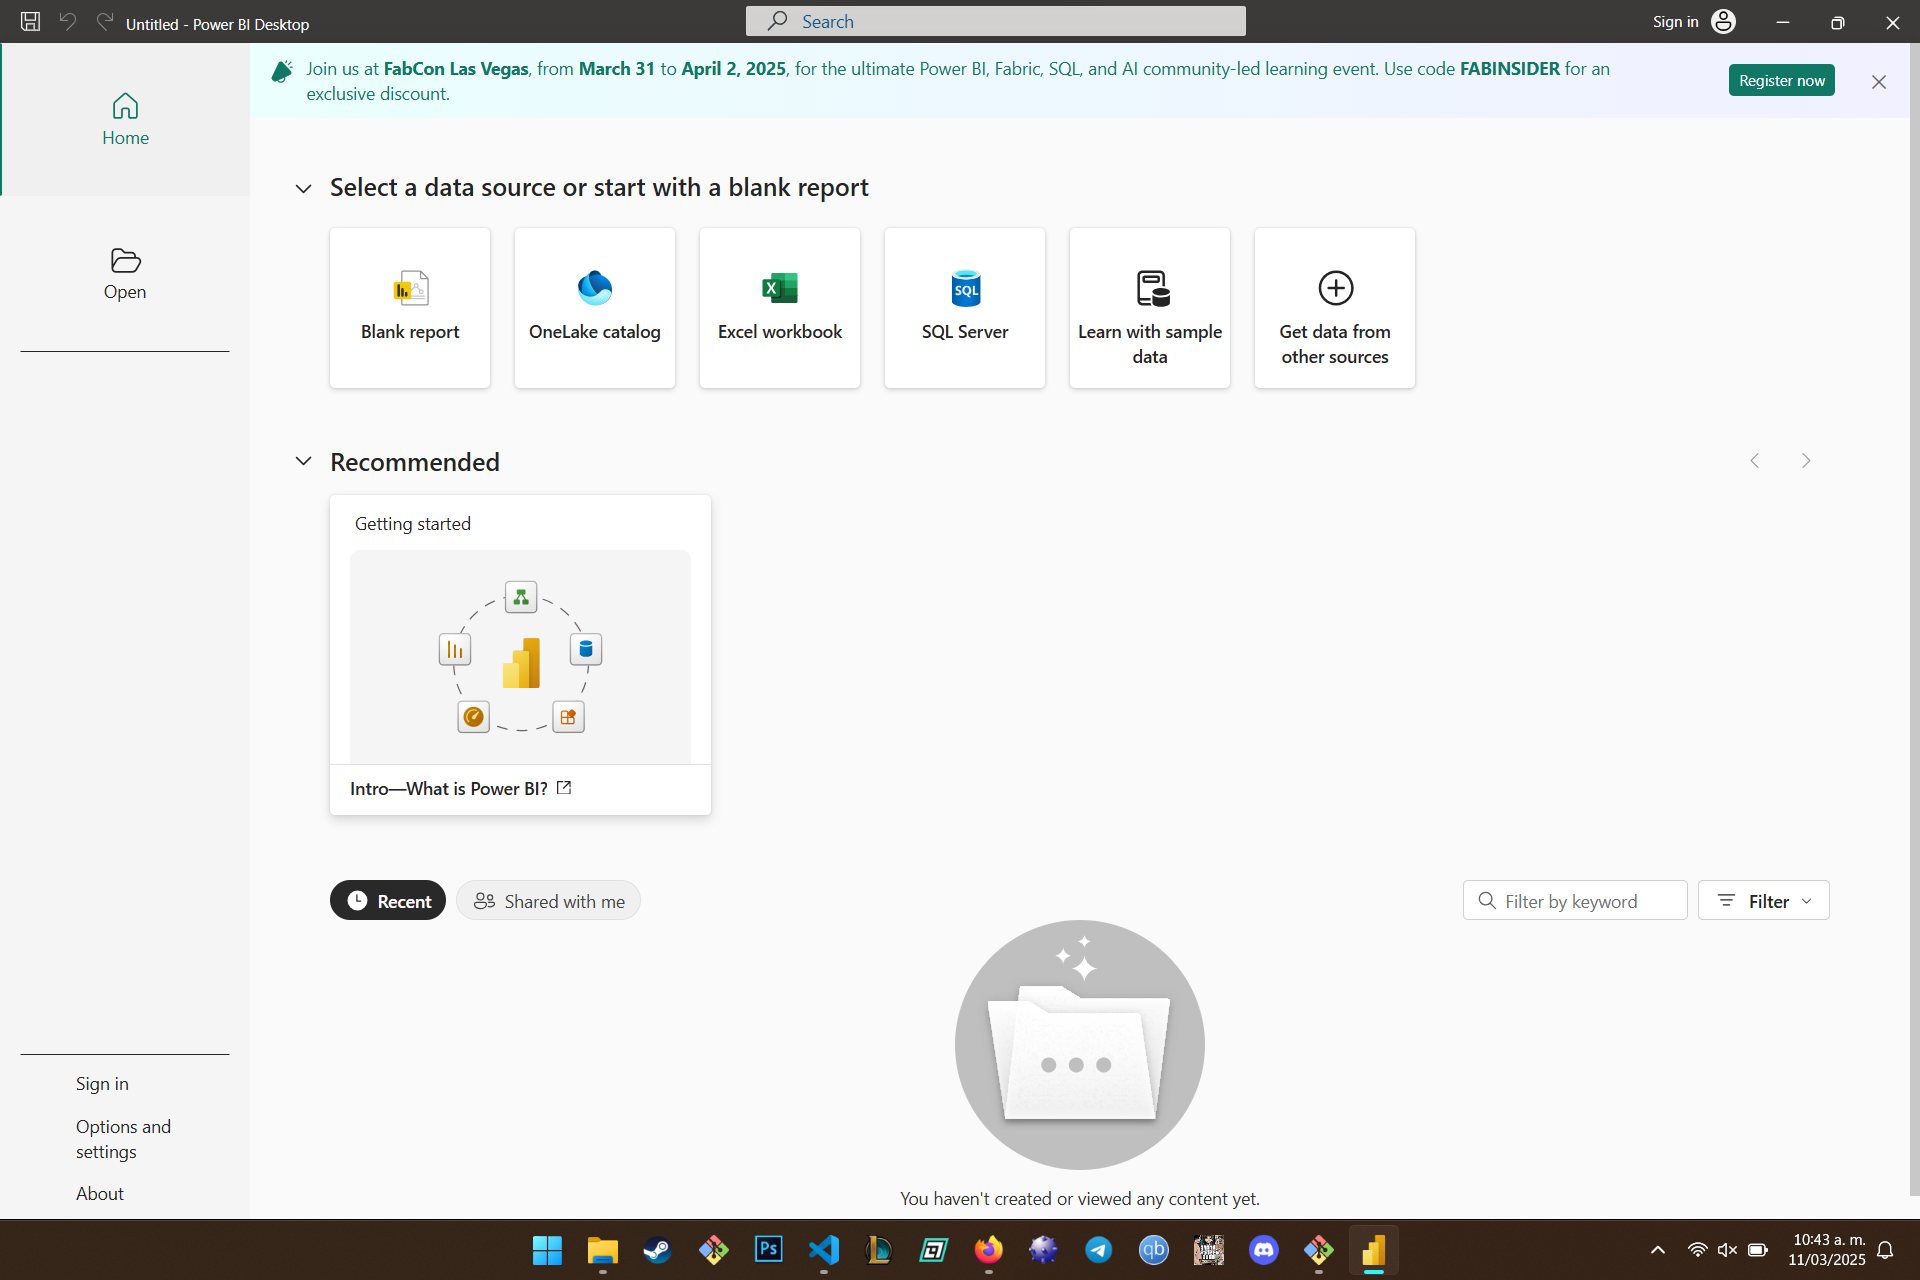 Untitled - Power BI Desktop
Search
Sign in
Join us at FabCon Las Vegas, from March 31 to April 2, 2025, for the ultimate Power BI, Fabric, SQL, and AI community-led learning event. Use code FABINSIDER for an
exclusive discount.
Register now
Home
Open
Select a data source or start with a blank report
Blank report
OneLake catalog
Excel workbook
SQL
SQL Server
Learn with sample
data
Get data from
other sources
Recommended
Getting started
Intro—What is Power BI?
Recent
Shared with me
Filter by keyword
Filter
You haven't created or viewed any content yet.
Sign in
Options and
settings
About
Ps
qb
10:43 a. m.
11/03/2025